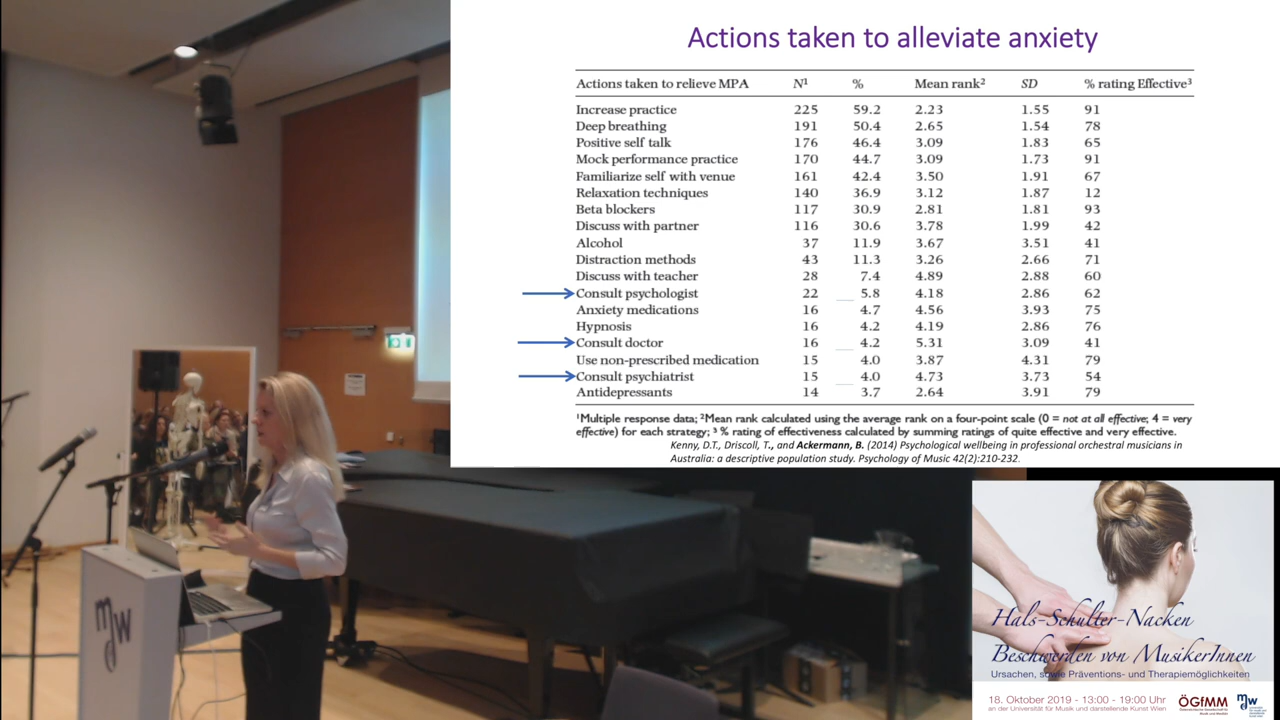 Actions taken to alleviate anxiety
Actions taken to relieve MPA N¹ % Mean rank² SD % rating Effective³
Increase practice 225 59.2 2.23 1.55 91
Deep breathing 191 50.4 2.65 1.54 78
Positive self talk 176 46.4 3.09 1.83 65
Mock performance practice 170 44.7 3.09 1.73 91
Familiarize self with venue 161 42.4 3.50 1.91 67
Relaxation techniques 140 36.9 3.12 1.87 12
Beta blockers 117 30.9 2.81 1.81 93
Discuss with partner 116 30.6 3.78 1.99 42
Alcohol 37 11.9 3.67 3.51 41
Distraction methods 43 11.3 3.26 2.66 71
Discuss with teacher 28 7.4 4.89 2.88 60
Consult psychologist 22 5.8 4.18 2.86 62
Anxiety medications 16 4.7 4.56 3.93 75
Hypnosis 16 4.2 4.19 2.86 76
Consult doctor 16 4.2 5.31 3.09 41
Use non-prescribed medication 15 4.0 3.87 4.31 79
Consult psychiatrist 15 4.0 4.73 3.73 54
Antidepressants 14 3.7 2.64 3.91 79
¹Multiple response data; ²Mean rank calculated using the average rank on a four-point scale (0 = not at all effective; 4 = very
effective) for each strategy; ³ % rating of effectiveness calculated by summing ratings of quite effective and very effective.
Kenny, D.T., Driscoll, T., and Ackermann, B. (2014) Psychological wellbeing in professional orchestral musicians in
Australia: a descriptive population study. Psychology of Music 42(2):210-232.
mdw
Hals-Schulter-Nacken
Beschwerden von MusikerInnen
Ursachen, sowie Präventions- und Therapiemöglichkeiten
18. Oktober 2019 - 13:00 - 19:00 Uhr
an der Universität für Musik und darstellende Kunst Wien
ÖGfMM
mdw